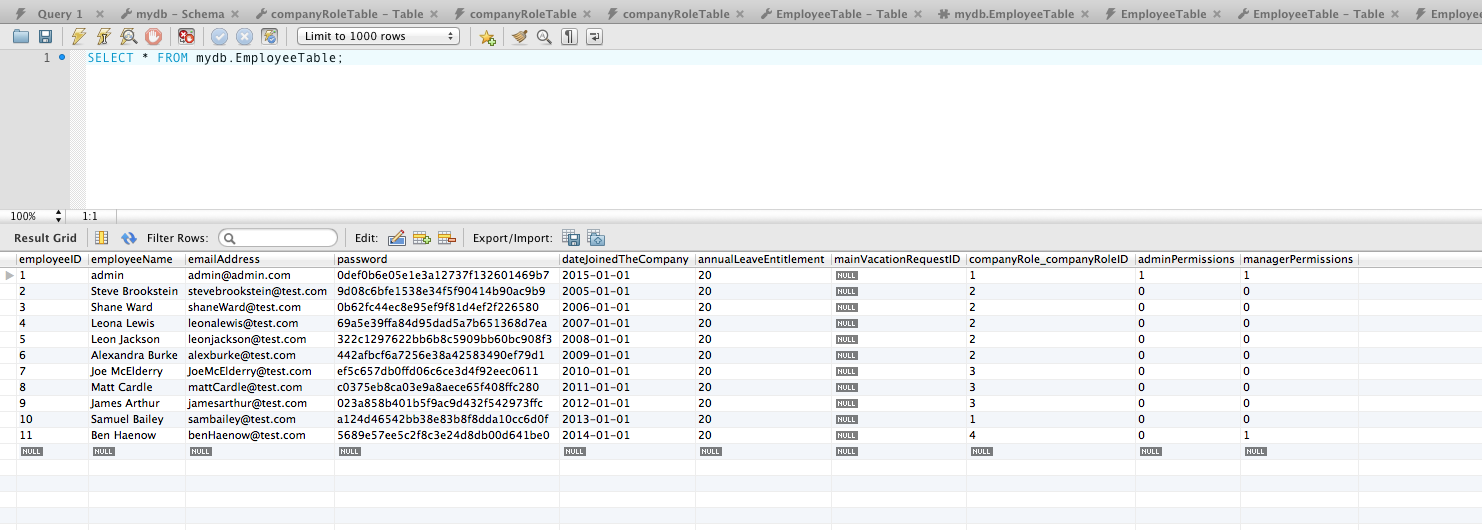 Query 1 mydb - Schema companyRoleTable - Table companyRoleTable companyRoleTable EmployeeTable - Table mydb.EmployeeTable EmployeeTable EmployeeTable - Table Employe
Limit to 1000 rows
1 SELECT * FROM mydb.EmployeeTable;
100% 1:1
Result Grid Filter Rows: Edit: Export/Import:
employeeID employeeName emailAddress password dateJoinedTheCompany annualLeaveEntitlement mainVacationRequestID companyRole_companyRoleID adminPermissions managerPermissions
1 admin admin@admin.com 0def0b6e05e1e3a12737f132601469b7 2015-01-01 20 NULL 1 1 1
2 Steve Brookstein stevebrookstein@test.com 9d08c6bfe1538e34f5f90414b90ac9b9 2005-01-01 20 NULL 2 0 0
3 Shane Ward shaneWard@test.com 0b62fc44ec8e95ef9f81d4ef2f226580 2006-01-01 20 NULL 2 0 0
4 Leona Lewis leonalewis@test.com 69a5e39ffa84d95dad5a7b651368d7ea 2007-01-01 20 NULL 2 0 0
5 Leon Jackson leonjackson@test.com 322c1297622bb6b8c5909bb60bc908f3 2008-01-01 20 NULL 2 0 0
6 Alexandra Burke alexburke@test.com 442afbcf6a7256e38a42583490ef79d1 2009-01-01 20 NULL 2 0 0
7 Joe McElderry JoeMcElderry@test.com ef5c657db0ffd06c6ce3d4f92eec0611 2010-01-01 20 NULL 3 0 0
8 Matt Cardle mattCardle@test.com c0375eb8ca03e9a8aece65f408ffc280 2011-01-01 20 NULL 3 0 0
9 James Arthur jamesarthur@test.com 023a858b401b5f9ac9d432f542973ffc 2012-01-01 20 NULL 3 0 0
10 Samuel Bailey sambailey@test.com a124d46542bb38e83b8f8dda10cc6d0f 2013-01-01 20 NULL 1 0 0
11 Ben Haenow benHaenow@test.com 5689e57ee5c2f8c3e24d8db00d641be0 2014-01-01 20 NULL 4 0 1
NULL NULL NULL NULL NULL NULL NULL NULL NULL NULL